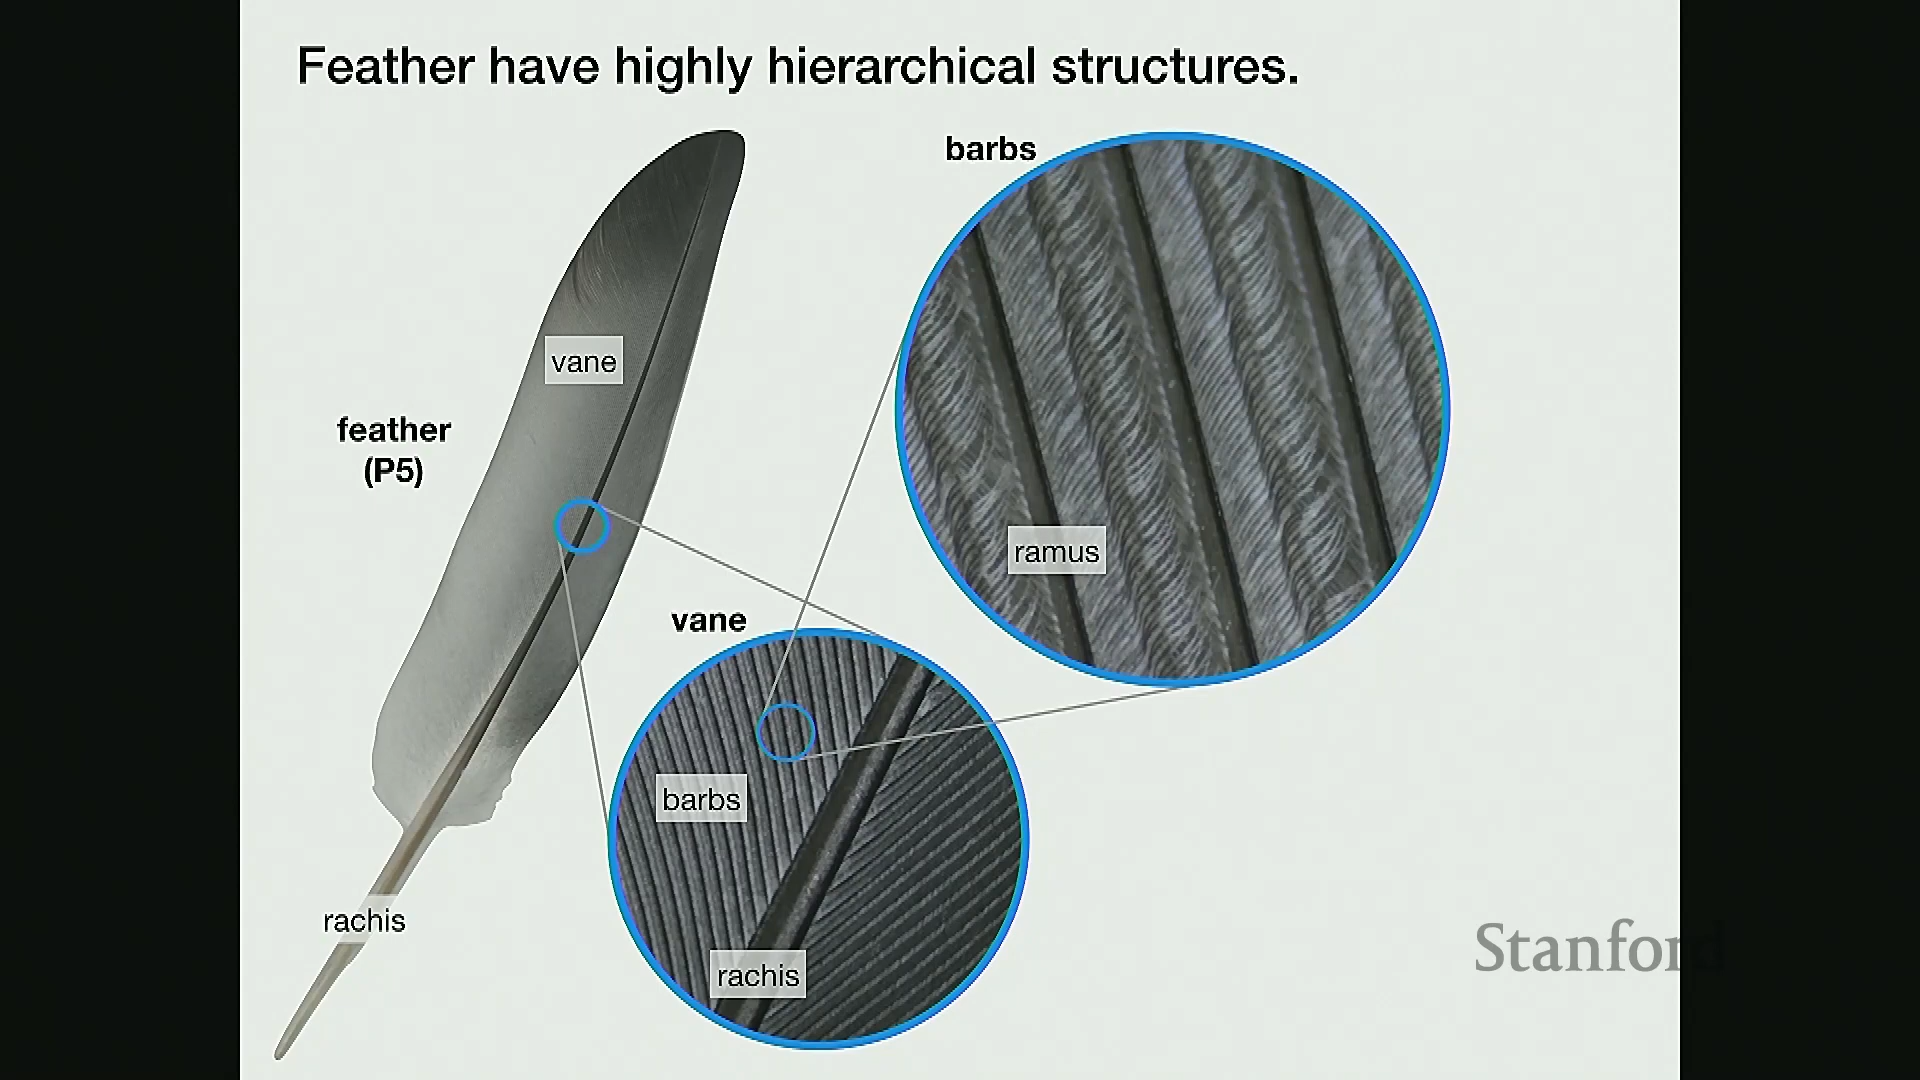 Feather have highly hierarchical structures.
barbs
vane
feather
(P5)
ramus
vane
barbs
rachis
rachis
Stanford